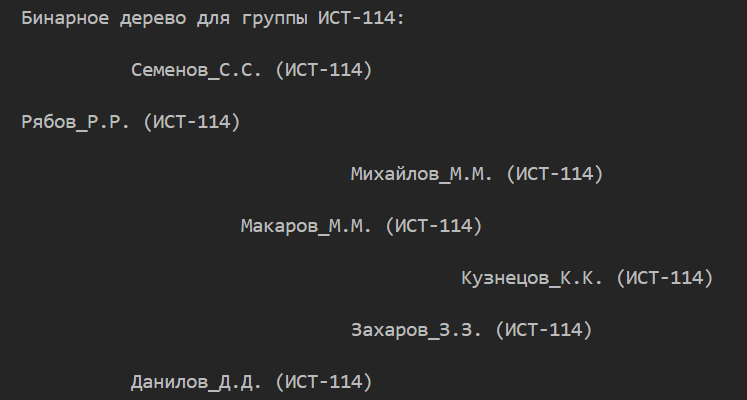 Бинарное дерево для группы ИСТ-114:
Семенов_С.С. (ИСТ-114)
Рябов_Р.Р. (ИСТ-114)
Михайлов_М.М. (ИСТ-114)
Макаров_М.М. (ИСТ-114)
Кузнецов_К.К. (ИСТ-114)
Захаров_З.З. (ИСТ-114)
Данилов_Д.Д. (ИСТ-114)